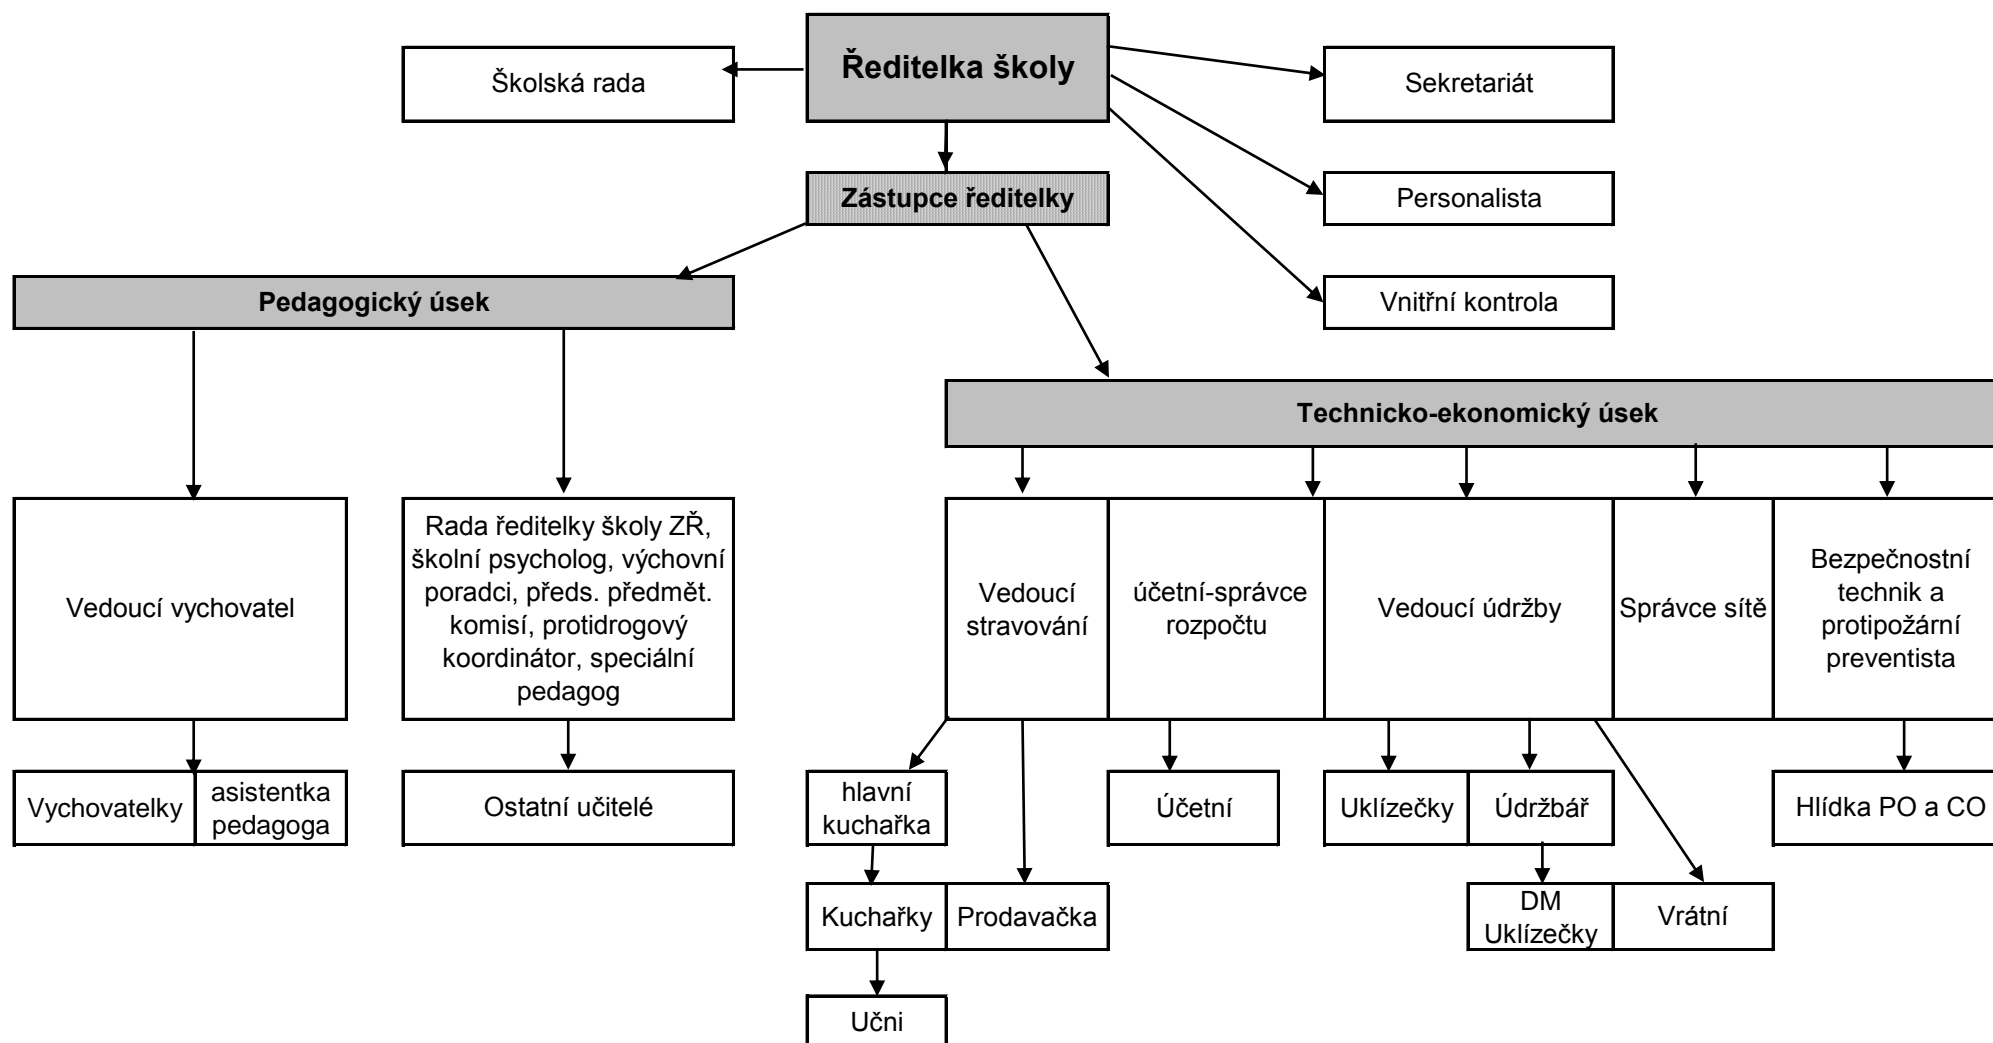 Ředitelka školy
Školská rada
Sekretariát
Zástupce ředitelky
Personalista
Pedagogický úsek
Vnitřní kontrola
Technicko-ekonomický úsek
Vedoucí vychovatel
Rada ředitelky školy ZŘ,
školní psycholog, výchovní
poradci, předs. předmět.
komisí, protidrogový
koordinátor, speciální
pedagog
Vedoucí
stravování
účetní-správce
rozpočtu
Vedoucí údržby
Správce sítě
Bezpečnostní
technik a
protipožární
preventista
Vychovatelky
asistentka
pedagoga
Ostatní učitelé
hlavní
kuchařka
Účetní
Uklízečky
Údržbář
Hlídka PO a CO
Kuchařky
Prodavačka
DM
Uklízečky
Vrátní
Učni